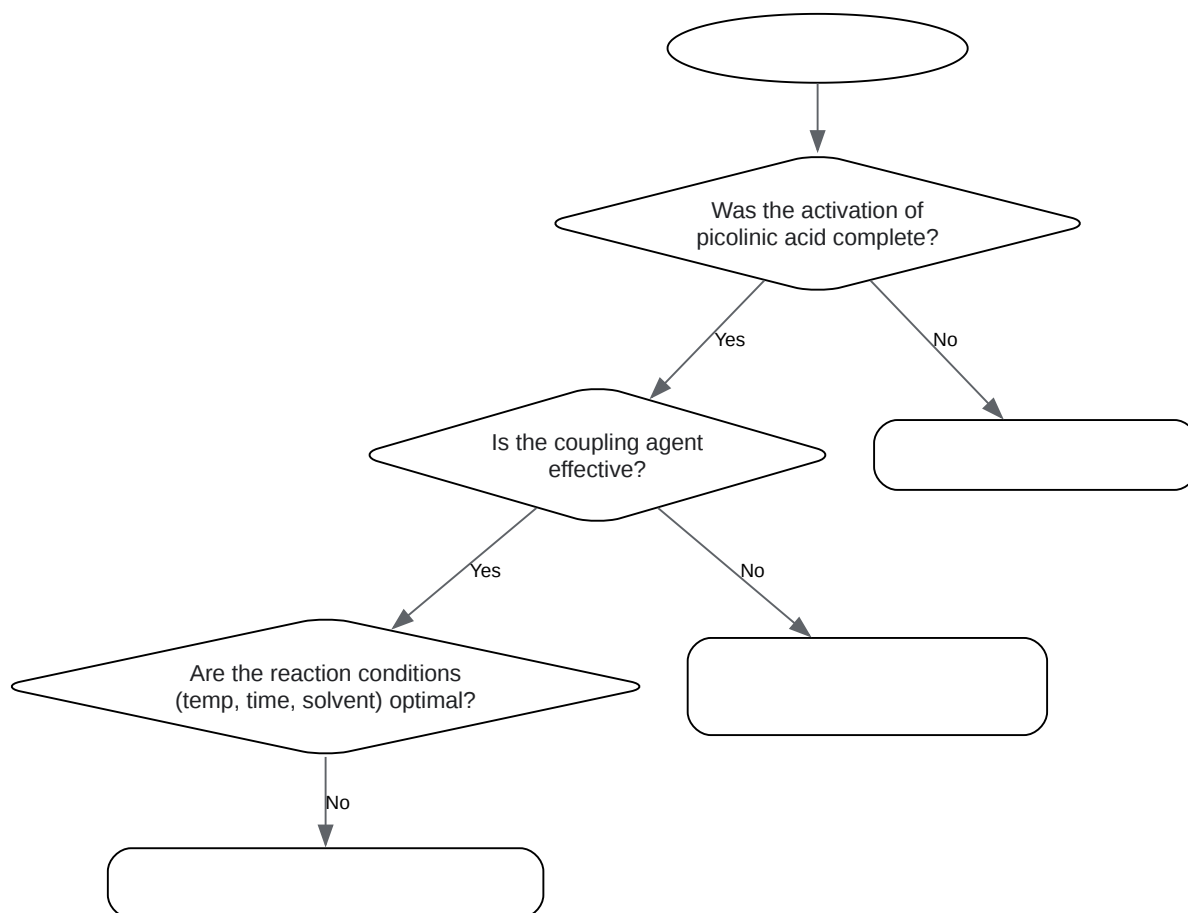 Was the activation of
picolinic acid complete?
Yes
No
Is the coupling agent
effective?
Yes
No
Are the reaction conditions
(temp, time, solvent) optimal?
No